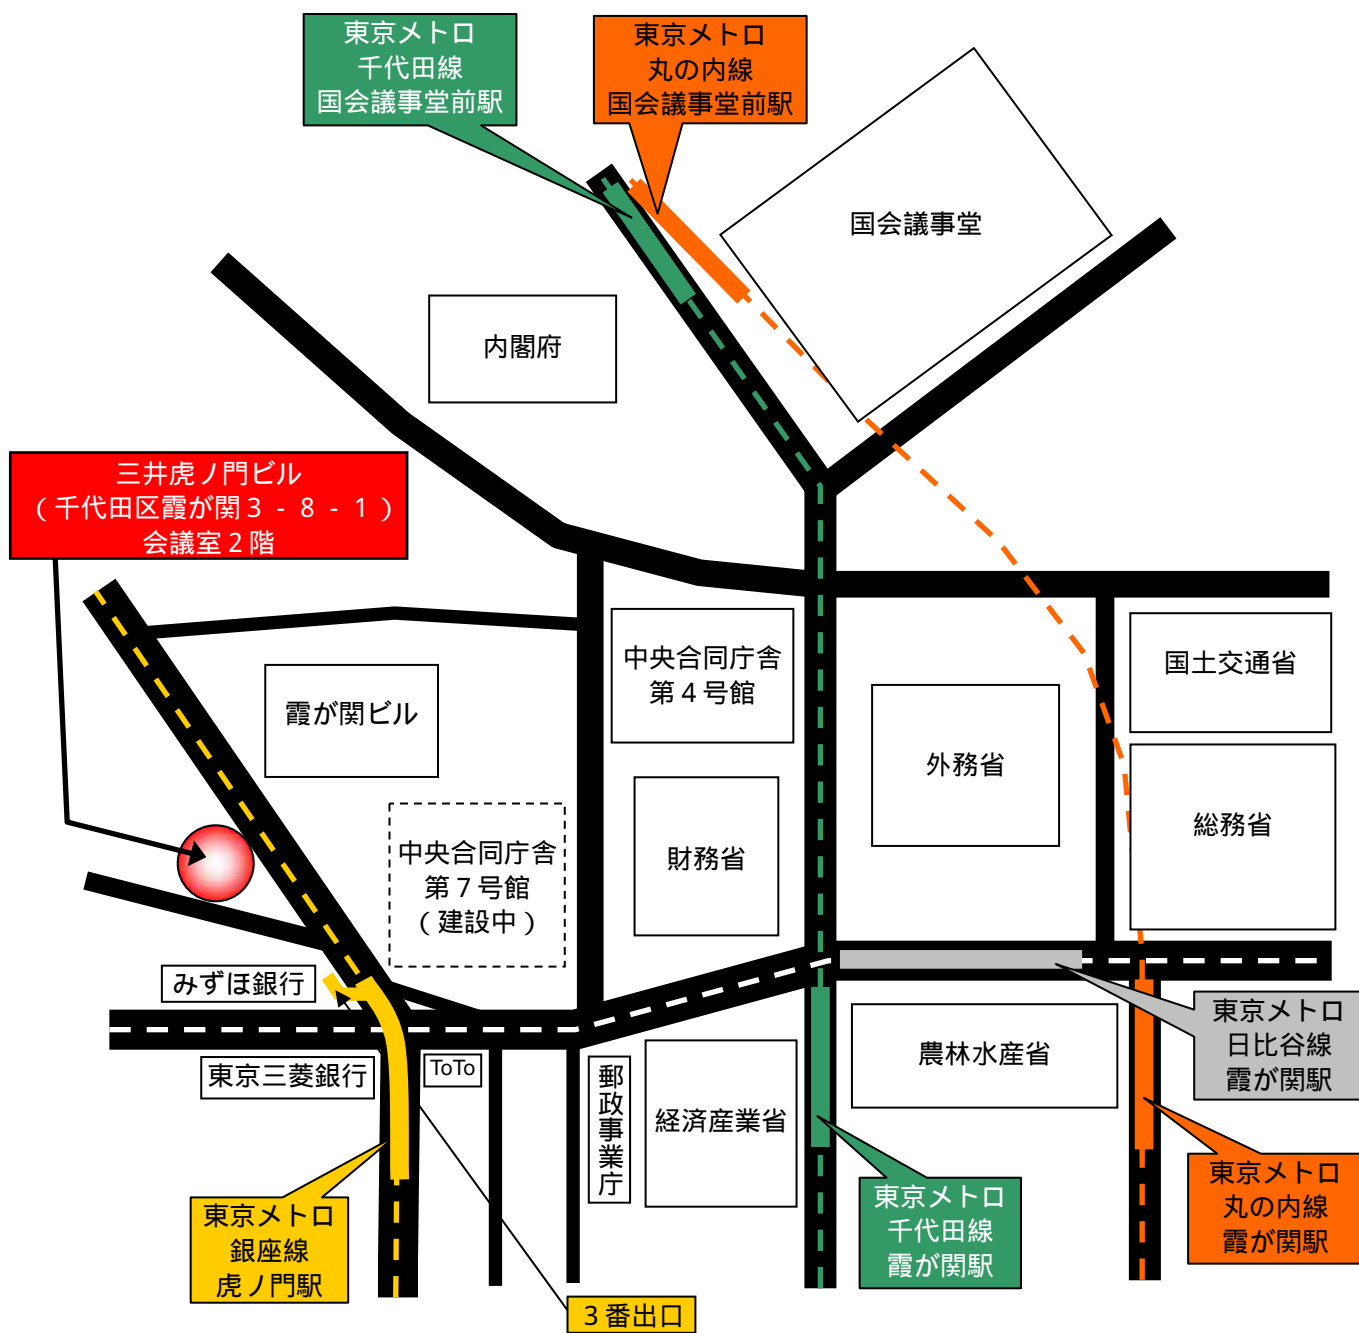 東京メトロ
千代田線
国会議事堂前駅
東京メトロ
丸の内線
国会議事堂前駅
国会議事堂
内閣府
三井虎ノ門ビル
（千代田区霞が関３－８－１）
会議室２階
中央合同庁舎
第４号館
国土交通省
霞が関ビル
外務省
総務省
財務省
中央合同庁舎
第７号館
（建設中）
みずほ銀行
東京三菱銀行
ToTo
郵政事業庁
経済産業省
農林水産省
東京メトロ
日比谷線
霞が関駅
東京メトロ
銀座線
虎ノ門駅
東京メトロ
千代田線
霞が関駅
東京メトロ
丸の内線
霞が関駅
３番出口